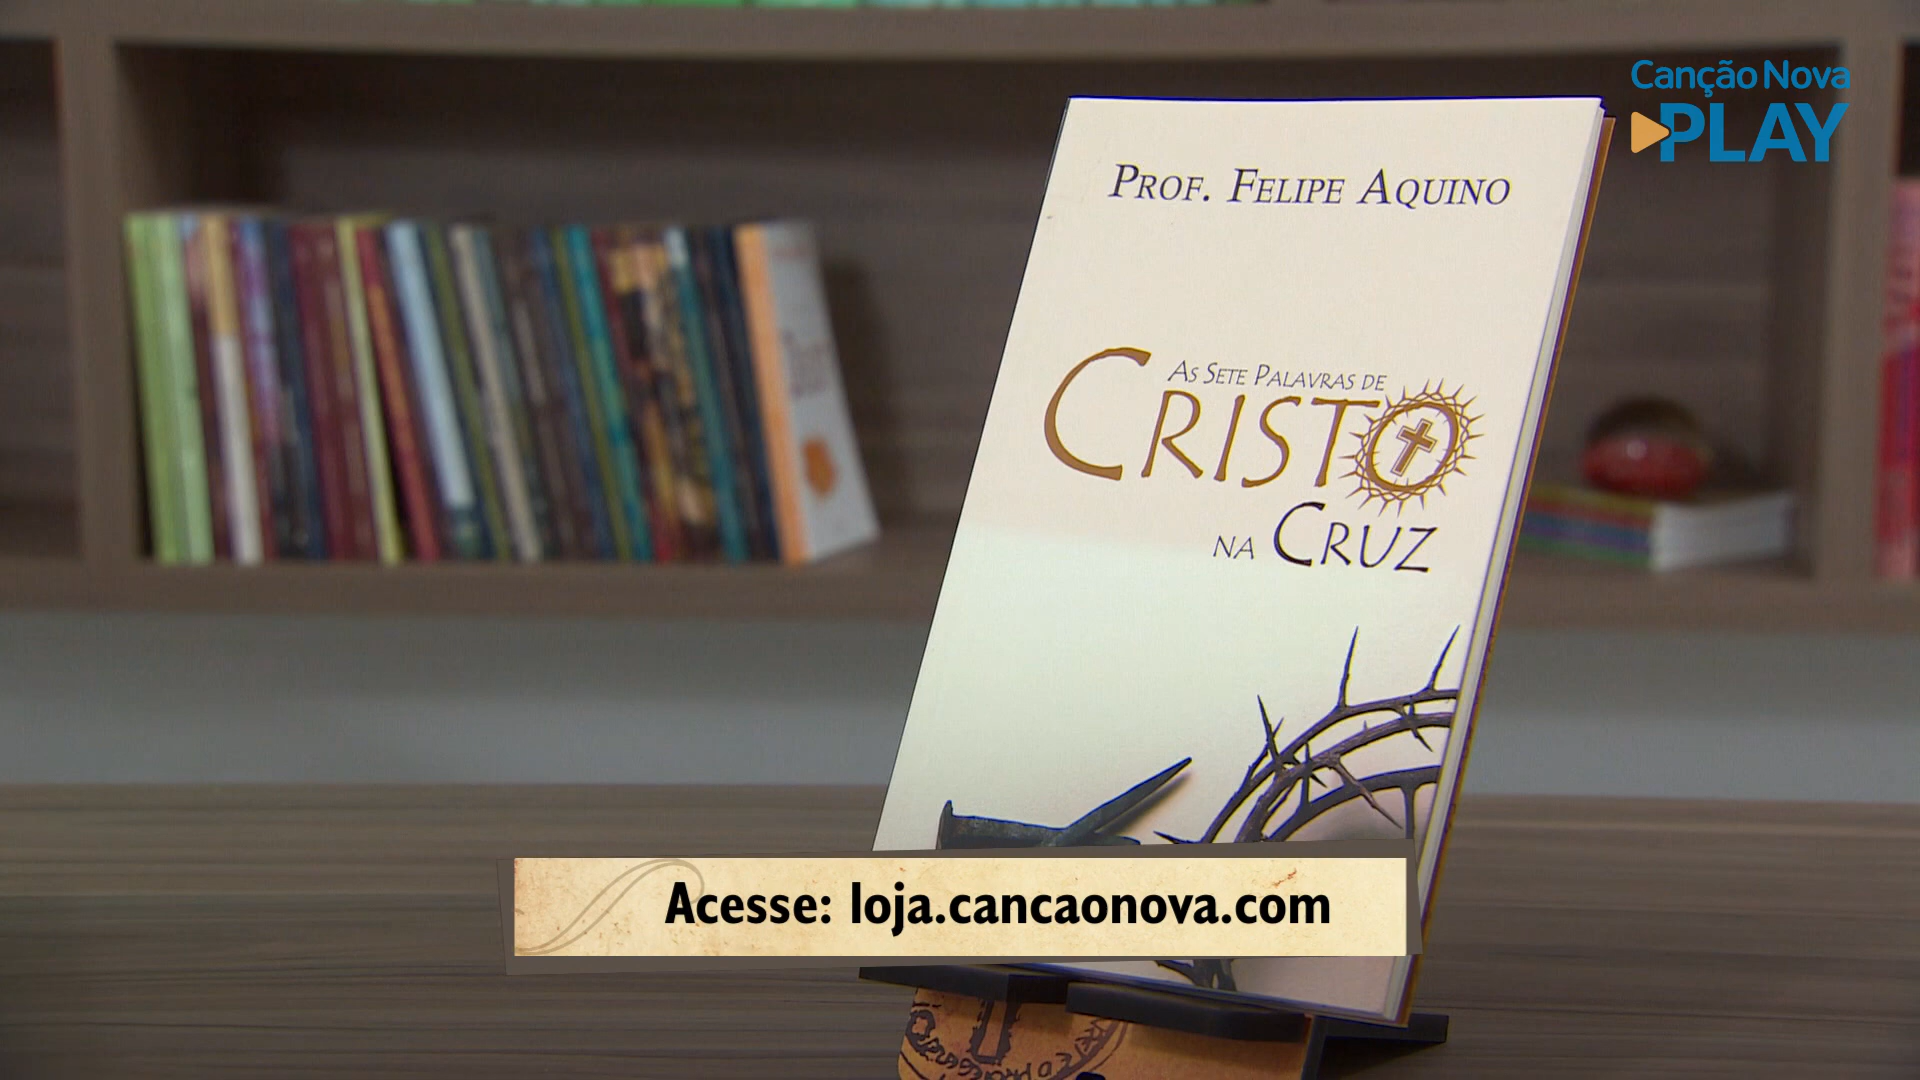 Canção Nova
PLAY
PROF. FELIPE AQUINO
AS SETE PALAVRAS DE
CRISTO
NA CRUZ
Acesse: loja.cancaonova.com